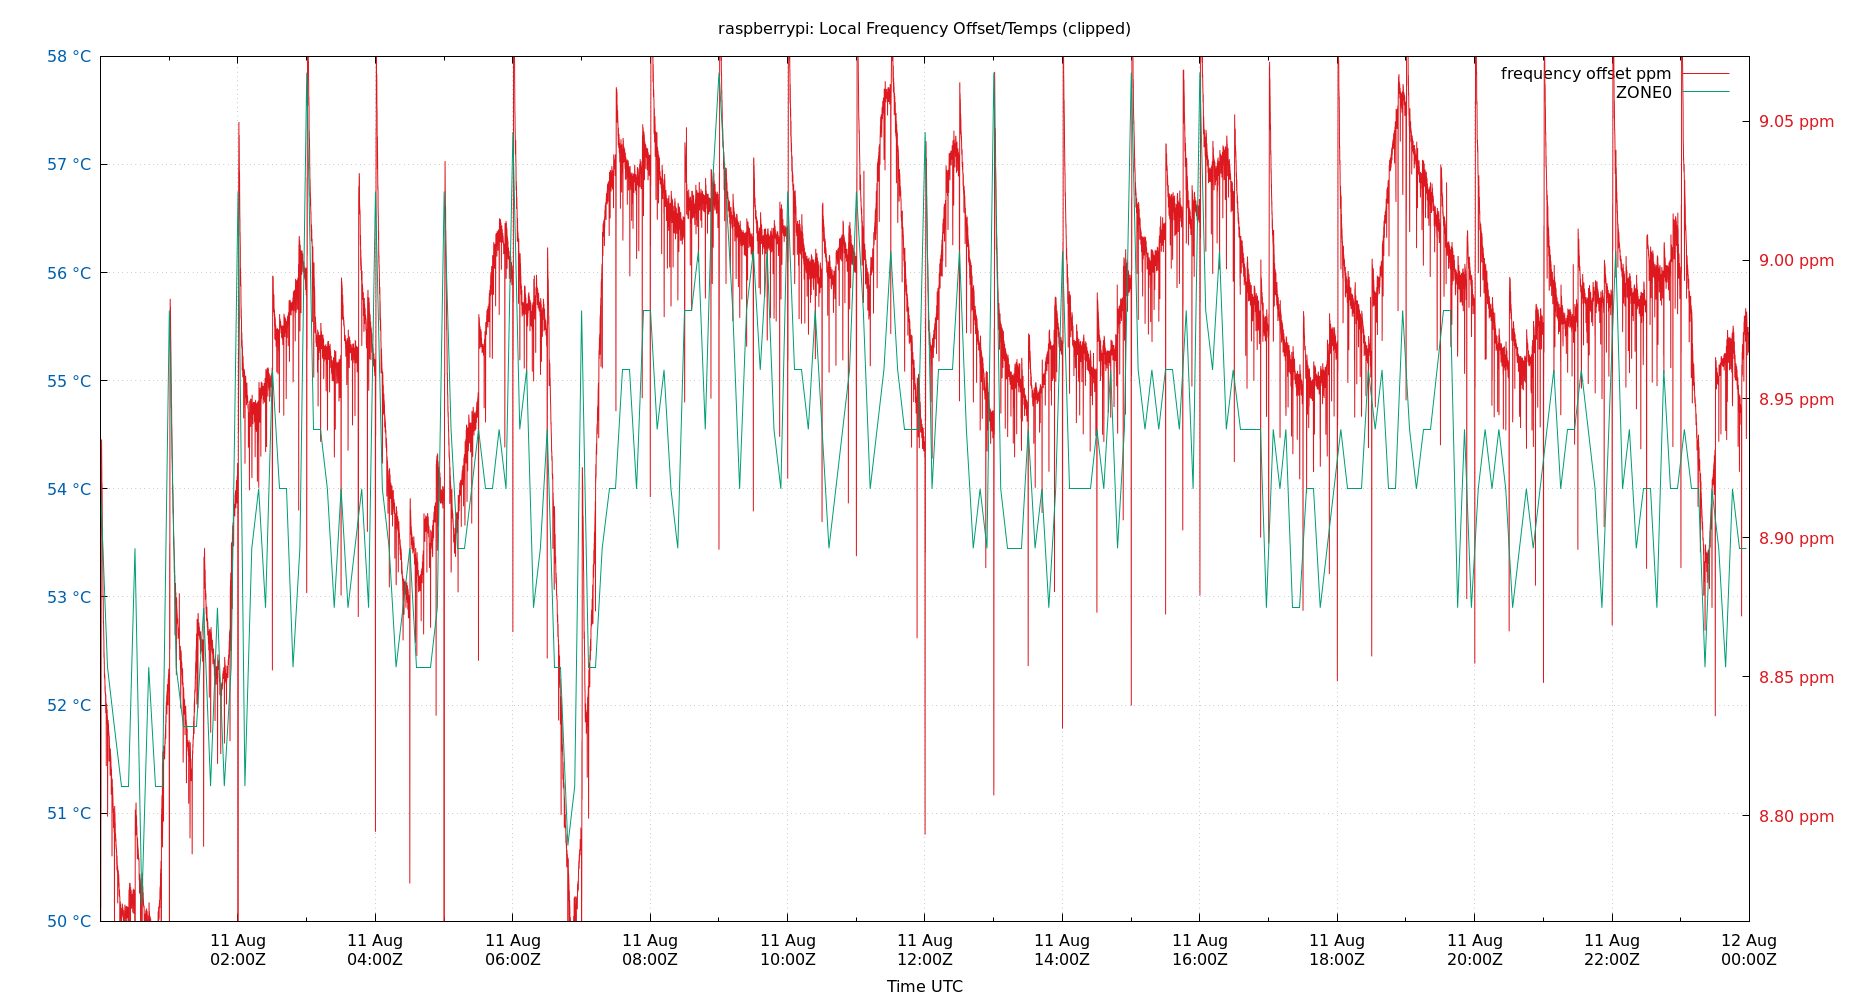 raspberrypi: Local Frequency Offset/Temps (clipped)
58 °C
57 °C
56 °C
55 °C
54 °C
53 °C
52 °C
51 °C
50 °C
frequency offset ppm
ZONE0
9.05 ppm
9.00 ppm
8.95 ppm
8.90 ppm
8.85 ppm
8.80 ppm
11 Aug
02:00Z
11 Aug
04:00Z
11 Aug
06:00Z
11 Aug
08:00Z
11 Aug
10:00Z
11 Aug
12:00Z
11 Aug
14:00Z
11 Aug
16:00Z
11 Aug
18:00Z
11 Aug
20:00Z
11 Aug
22:00Z
12 Aug
00:00Z
Time UTC